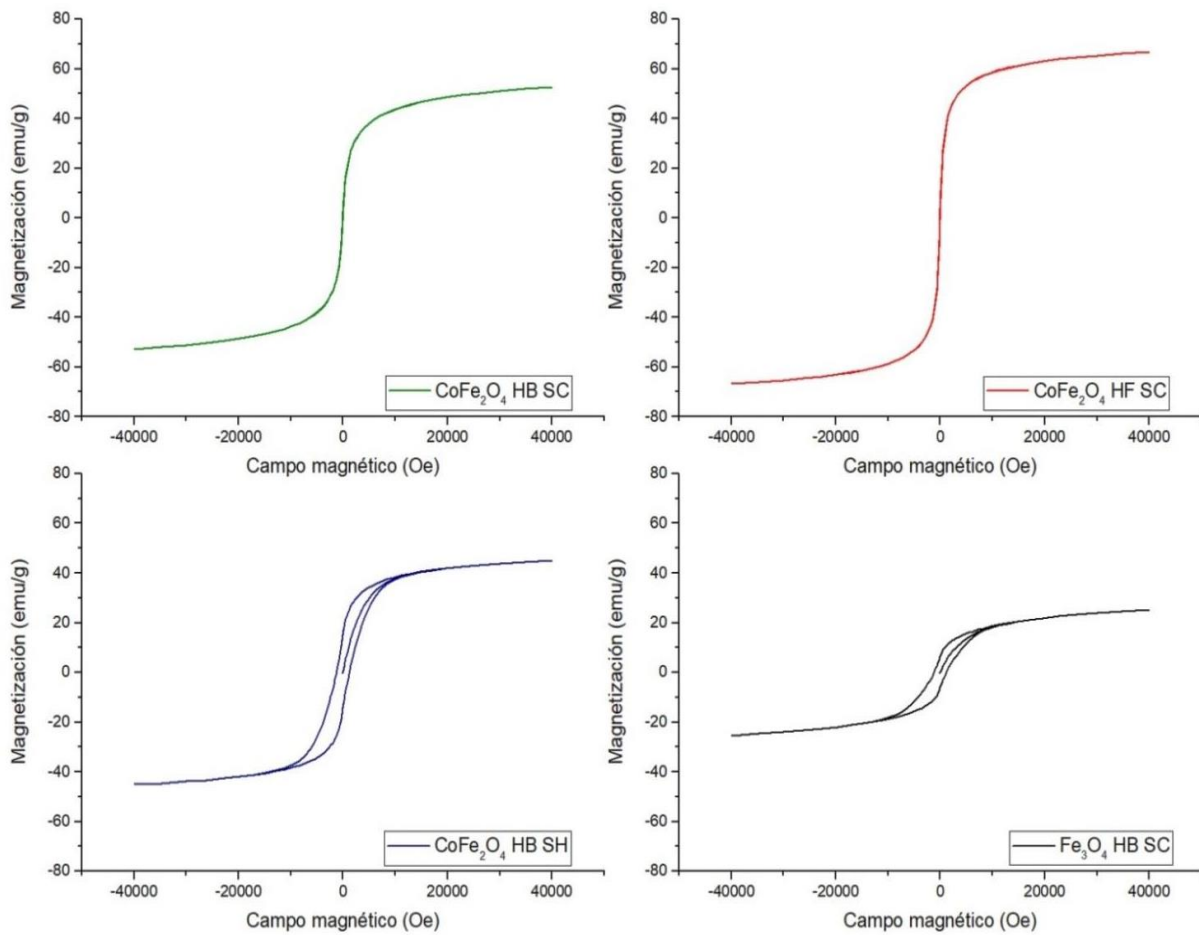 80
60
40
20
0
-20
-40
-60
-80
Magnetización (emu/g)
-40000 -20000 0 20000 40000
Campo magnético (Oe)
CoFe₂O₄ HB SC
80
60
40
20
0
-20
-40
-60
-80
Magnetización (emu/g)
-40000 -20000 0 20000 40000
Campo magnético (Oe)
CoFe₂O₄ HF SC
80
60
40
20
0
-20
-40
-60
-80
Magnetización (emu/g)
-40000 -20000 0 20000 40000
Campo magnético (Oe)
CoFe₂O₄ HB SH
80
60
40
20
0
-20
-40
-60
-80
Magnetización (emu/g)
-40000 -20000 0 20000 40000
Campo magnético (Oe)
Fe₃O₄ HB SC